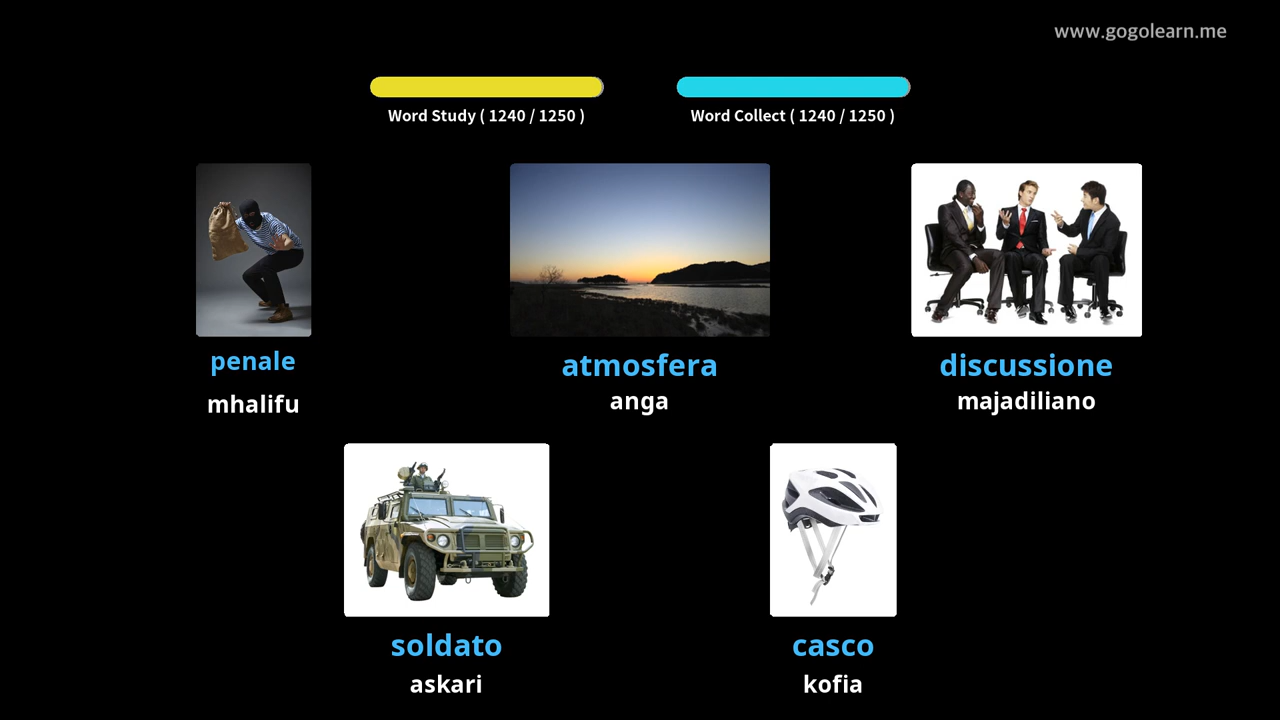 www.gogolearn.me
Word Study ( 1240 / 1250 )
Word Collect ( 1240 / 1250 )
penale
mhalifu
atmosfera
anga
discussione
majadiliano
soldato
askari
casco
kofia